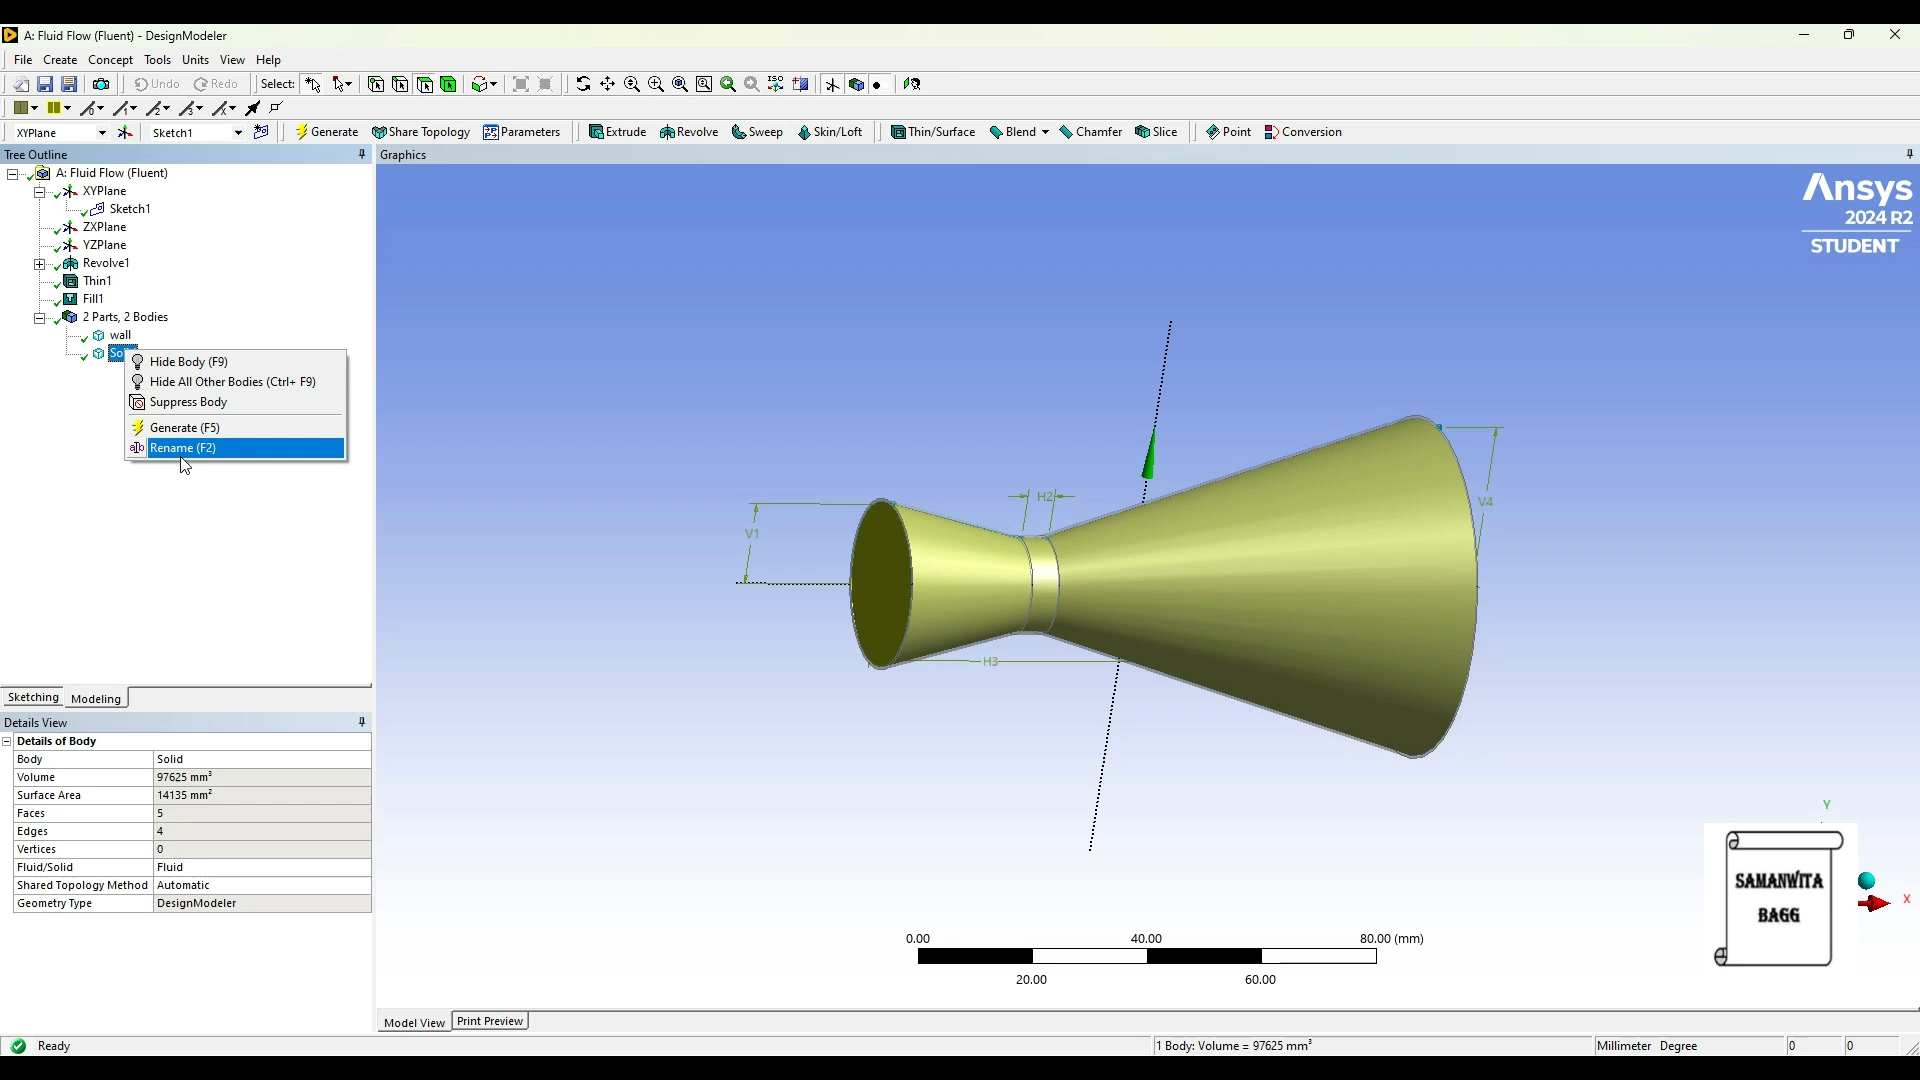 A: Fluid Flow (Fluent) - DesignModeler
File Create Concept Tools Units View Help
Undo Redo Select:
XYPlane Sketch1 Generate Share Topology Parameters Extrude Revolve Sweep Skin/Loft Thin/Surface Blend Chamfer Slice Point Conversion
Tree Outline
Graphics
A: Fluid Flow (Fluent)
XYPlane
Sketch1
ZXPlane
YZPlane
Revolve1
Thin1
Fill1
2 Parts, 2 Bodies
wall
Hide Body (F9)
Hide All Other Bodies (Ctrl+ F9)
Suppress Body
Generate (F5)
Rename (F2)
Sketching Modeling
Details View
Details of Body
Body Solid
Volume 97625 mm³
Surface Area 14135 mm²
Faces 5
Edges 4
Vertices 0
Fluid/Solid Fluid
Shared Topology Method Automatic
Geometry Type DesignModeler
Ansys
2024 R2
STUDENT
V1
H2
V4
H3
Y
X
SAMANWITA
BAGG
0.00 40.00 80.00 (mm)
20.00 60.00
Model View Print Preview
Ready 1 Body: Volume = 97625 mm³ Millimeter Degree 0 0